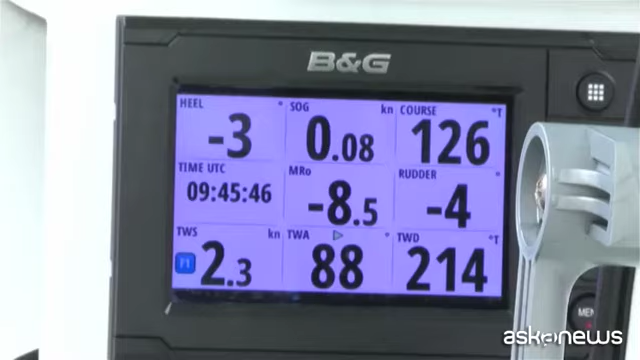 B&G
HEEL ° SOG kn COURSE °T
-3 0.08 126
TIME UTC MRo RUDDER °
09:45:46 -8.5 -4
TWS kn TWA ° TWD °T
2.3 88 214
MEN
askanews